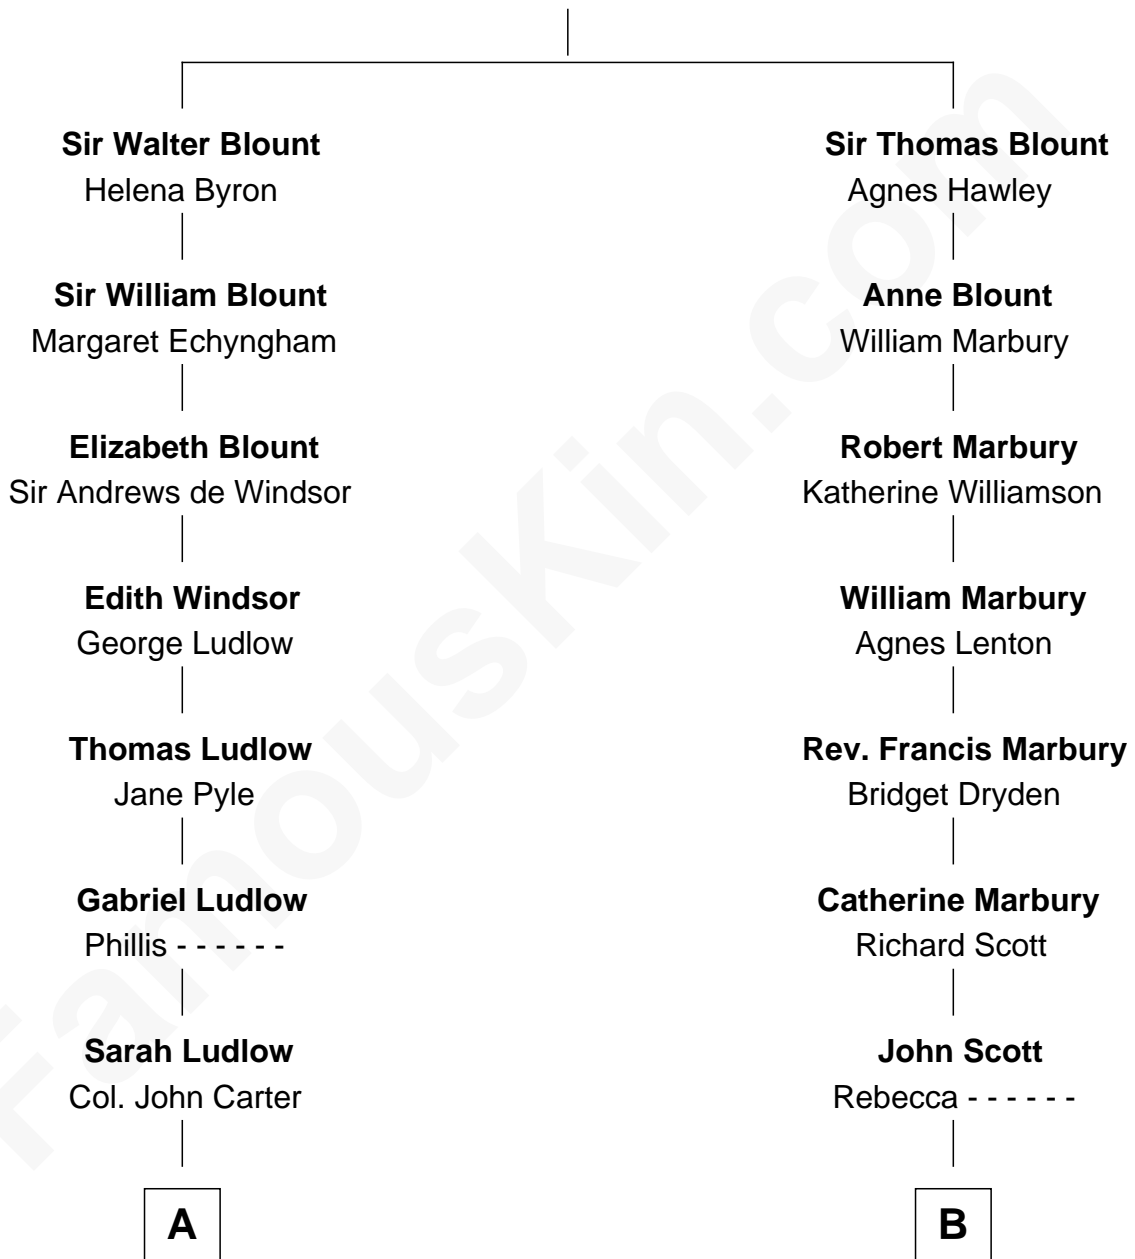 Sir Walter Blount
Helena Byron
Sir William Blount
Margaret Echyngham
Elizabeth Blount
Sir Andrews de Windsor
Edith Windsor
George Ludlow
Thomas Ludlow
Jane Pyle
Gabriel Ludlow
Phillis - - - - - -
Sarah Ludlow
Col. John Carter
A
Sir Thomas Blount
Agnes Hawley
Anne Blount
William Marbury
Robert Marbury
Katherine Williamson
William Marbury
Agnes Lenton
Rev. Francis Marbury
Bridget Dryden
Catherine Marbury
Richard Scott
John Scott
Rebecca - - - - - -
B
FamousKin.com